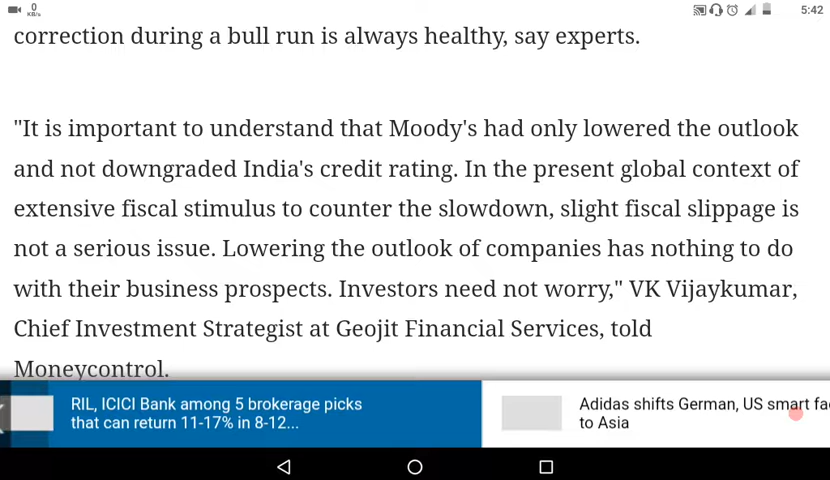 0
KB/s
5:42
correction during a bull run is always healthy, say experts.
"It is important to understand that Moody's had only lowered the outlook
and not downgraded India's credit rating. In the present global context of
extensive fiscal stimulus to counter the slowdown, slight fiscal slippage is
not a serious issue. Lowering the outlook of companies has nothing to do
with their business prospects. Investors need not worry," VK Vijaykumar,
Chief Investment Strategist at Geojit Financial Services, told
Moneycontrol.
RIL, ICICI Bank among 5 brokerage picks
that can return 11-17% in 8-12...
Adidas shifts German, US smart fa
to Asia